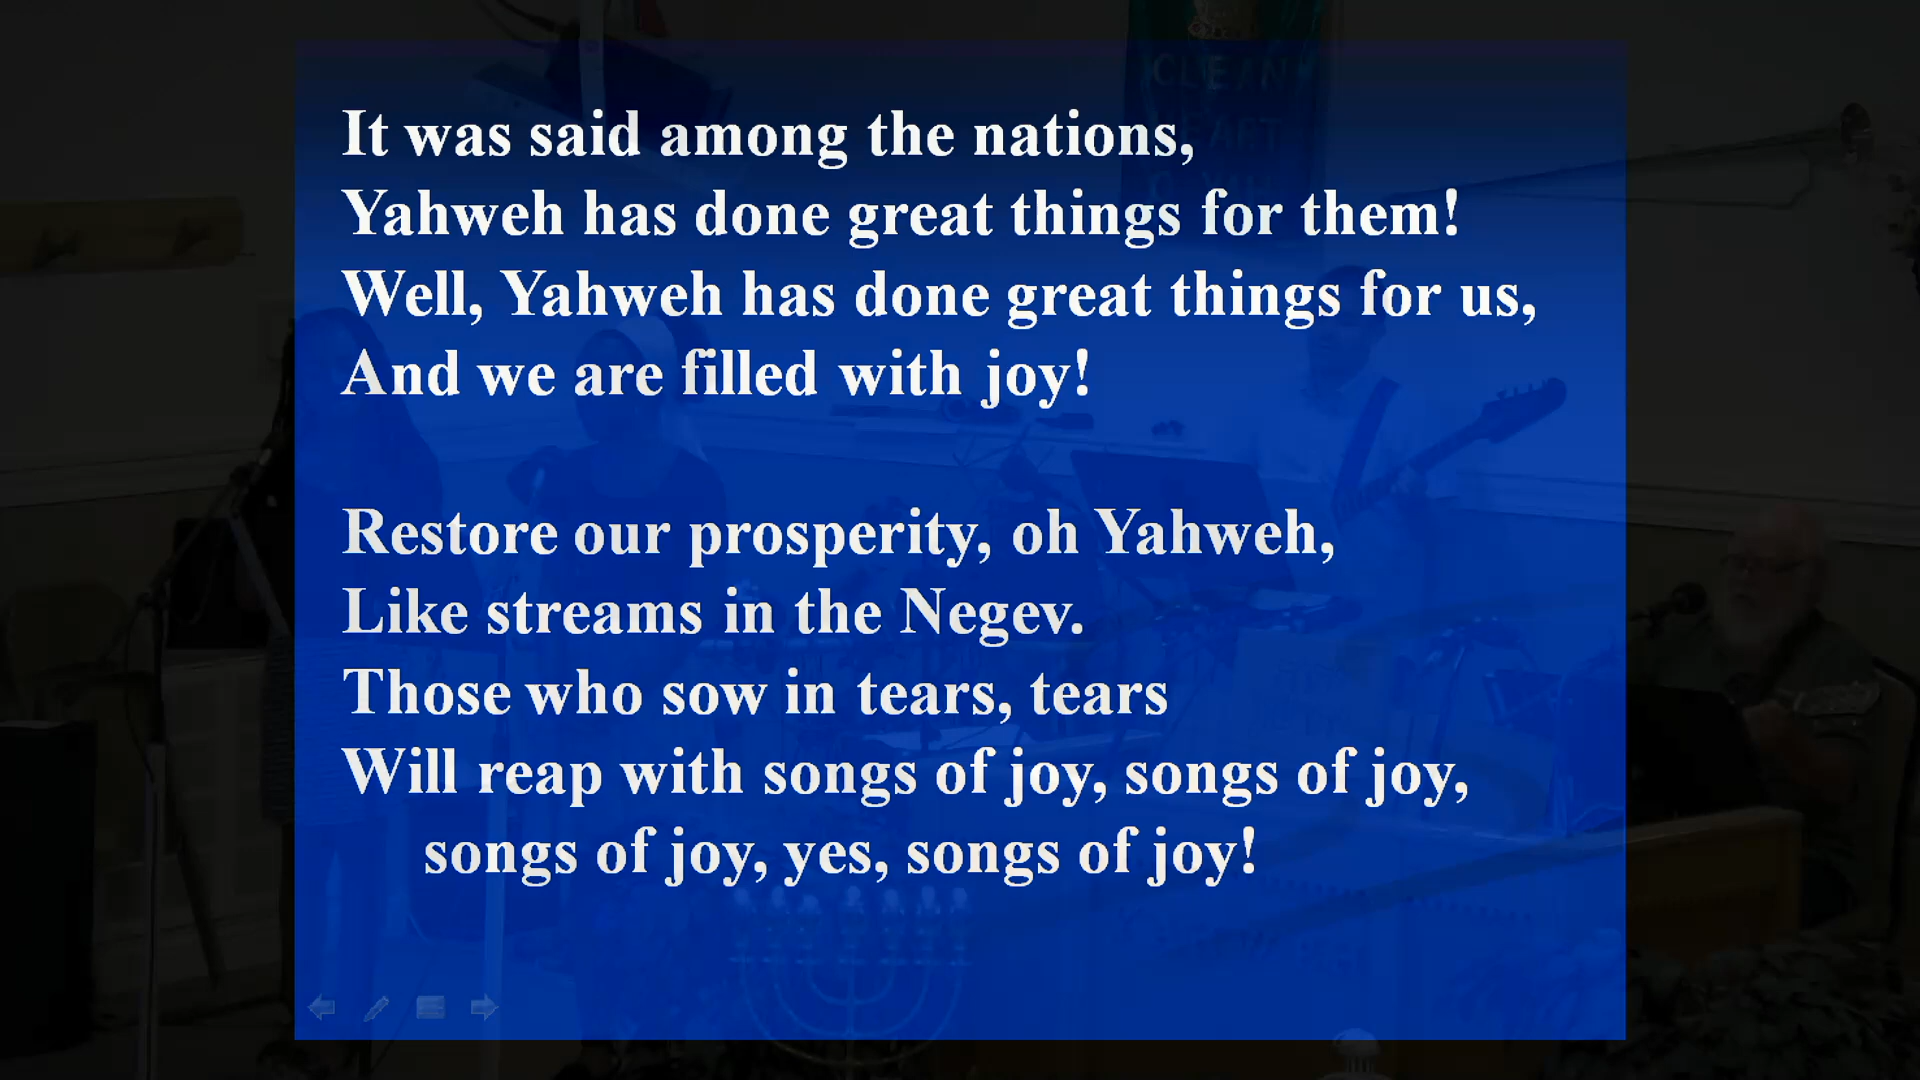 CLEAN
It was said among the nations,
Yahweh has done great things for them!
Well, Yahweh has done great things for us,
And we are filled with joy!
Restore our prosperity, oh Yahweh,
Like streams in the Negev.
Those who sow in tears, tears
Will reap with songs of joy, songs of joy,
songs of joy, yes, songs of joy!